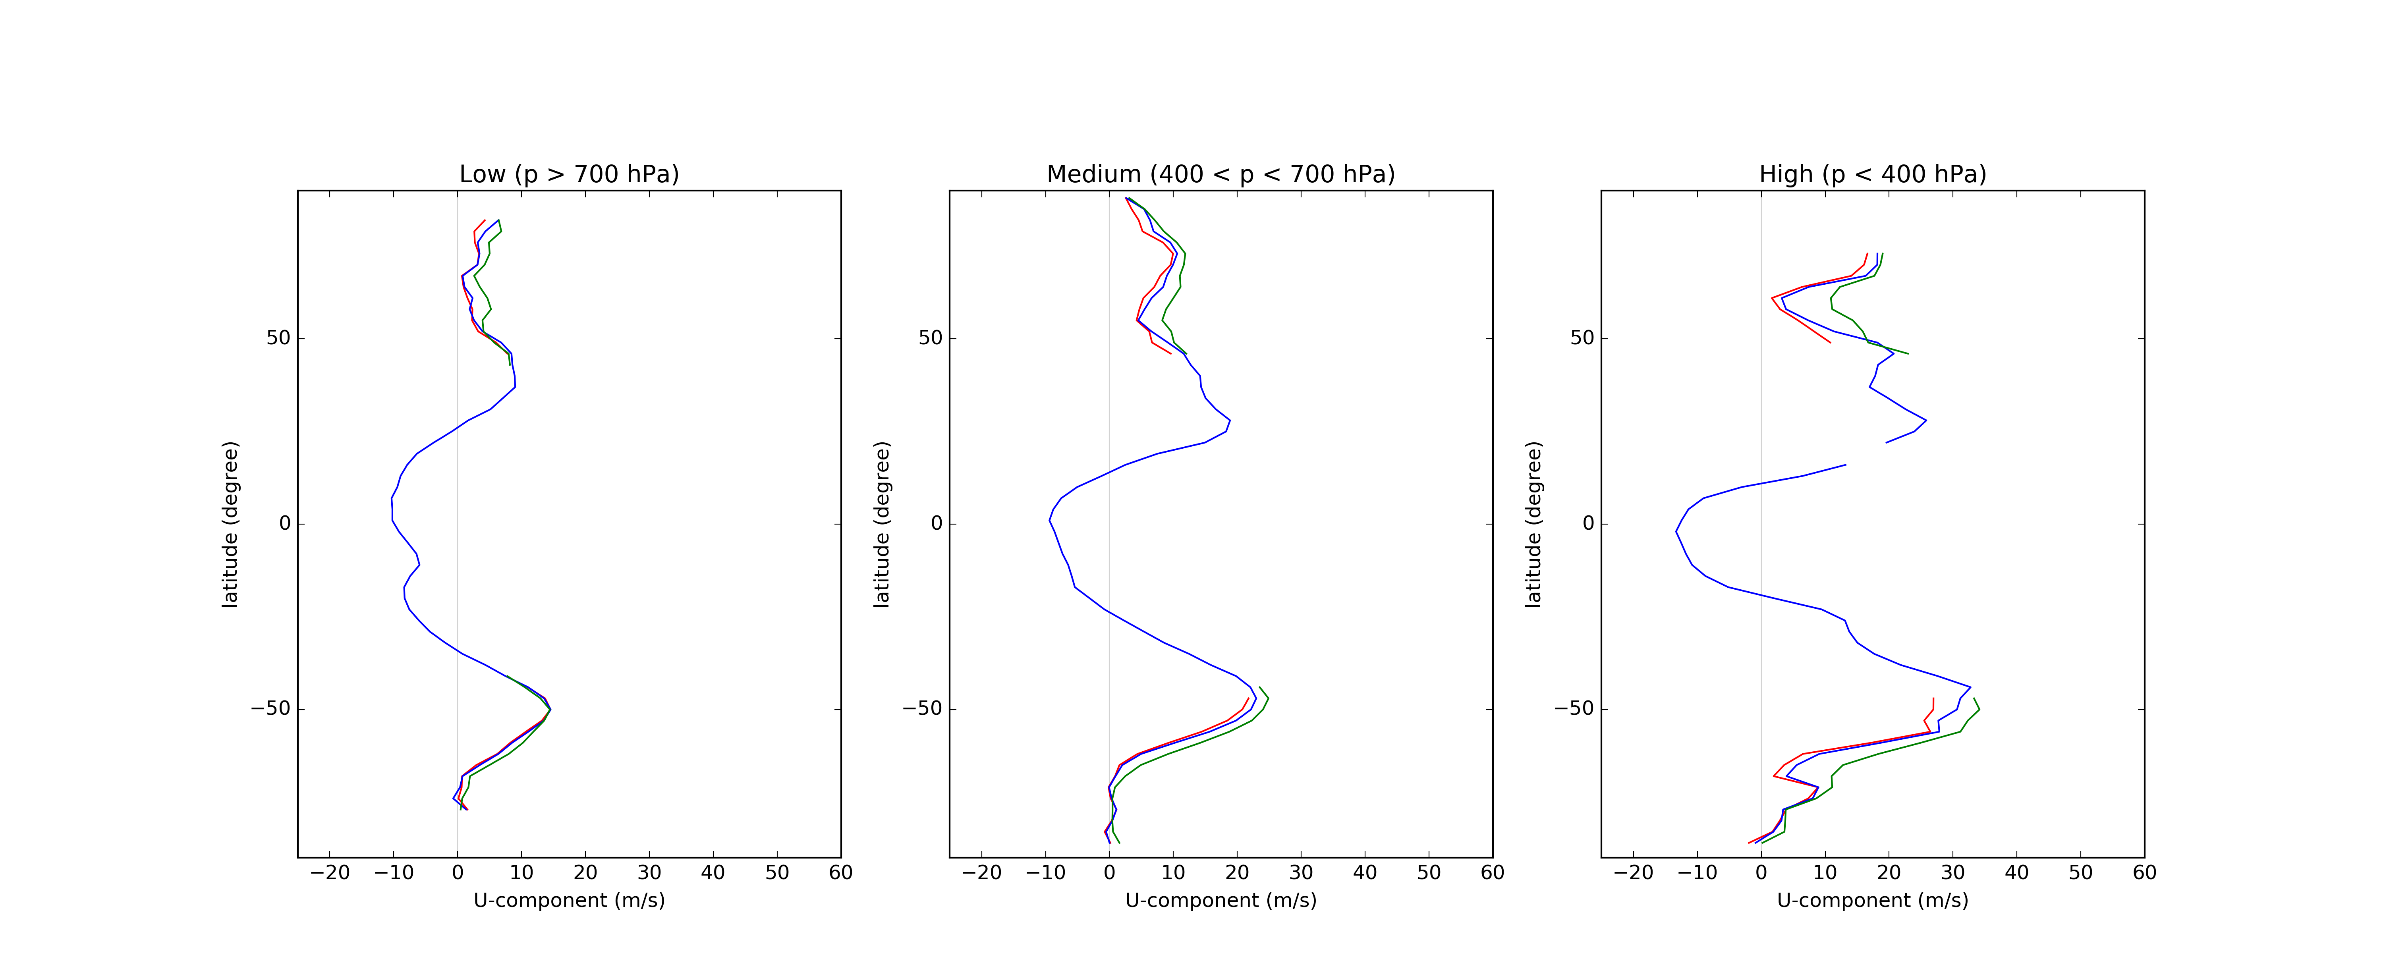 Low (p > 700 hPa)
50
0
−50
latitude (degree)
−20 −10 0 10 20 30 40 50 60
U-component (m/s)
Medium (400 < p < 700 hPa)
50
0
−50
latitude (degree)
−20 −10 0 10 20 30 40 50 60
U-component (m/s)
High (p < 400 hPa)
50
0
−50
latitude (degree)
−20 −10 0 10 20 30 40 50 60
U-component (m/s)